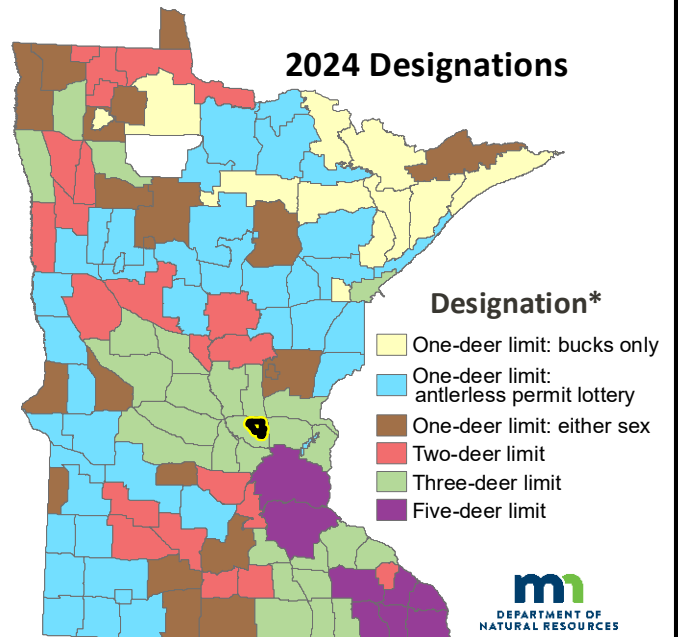 2024 Designations
Designation*
One-deer limit: bucks only
One-deer limit:
antlerless permit lottery
One-deer limit: either sex
Two-deer limit
Three-deer limit
Five-deer limit
DEPARTMENT OF
NATURAL RESOURCES